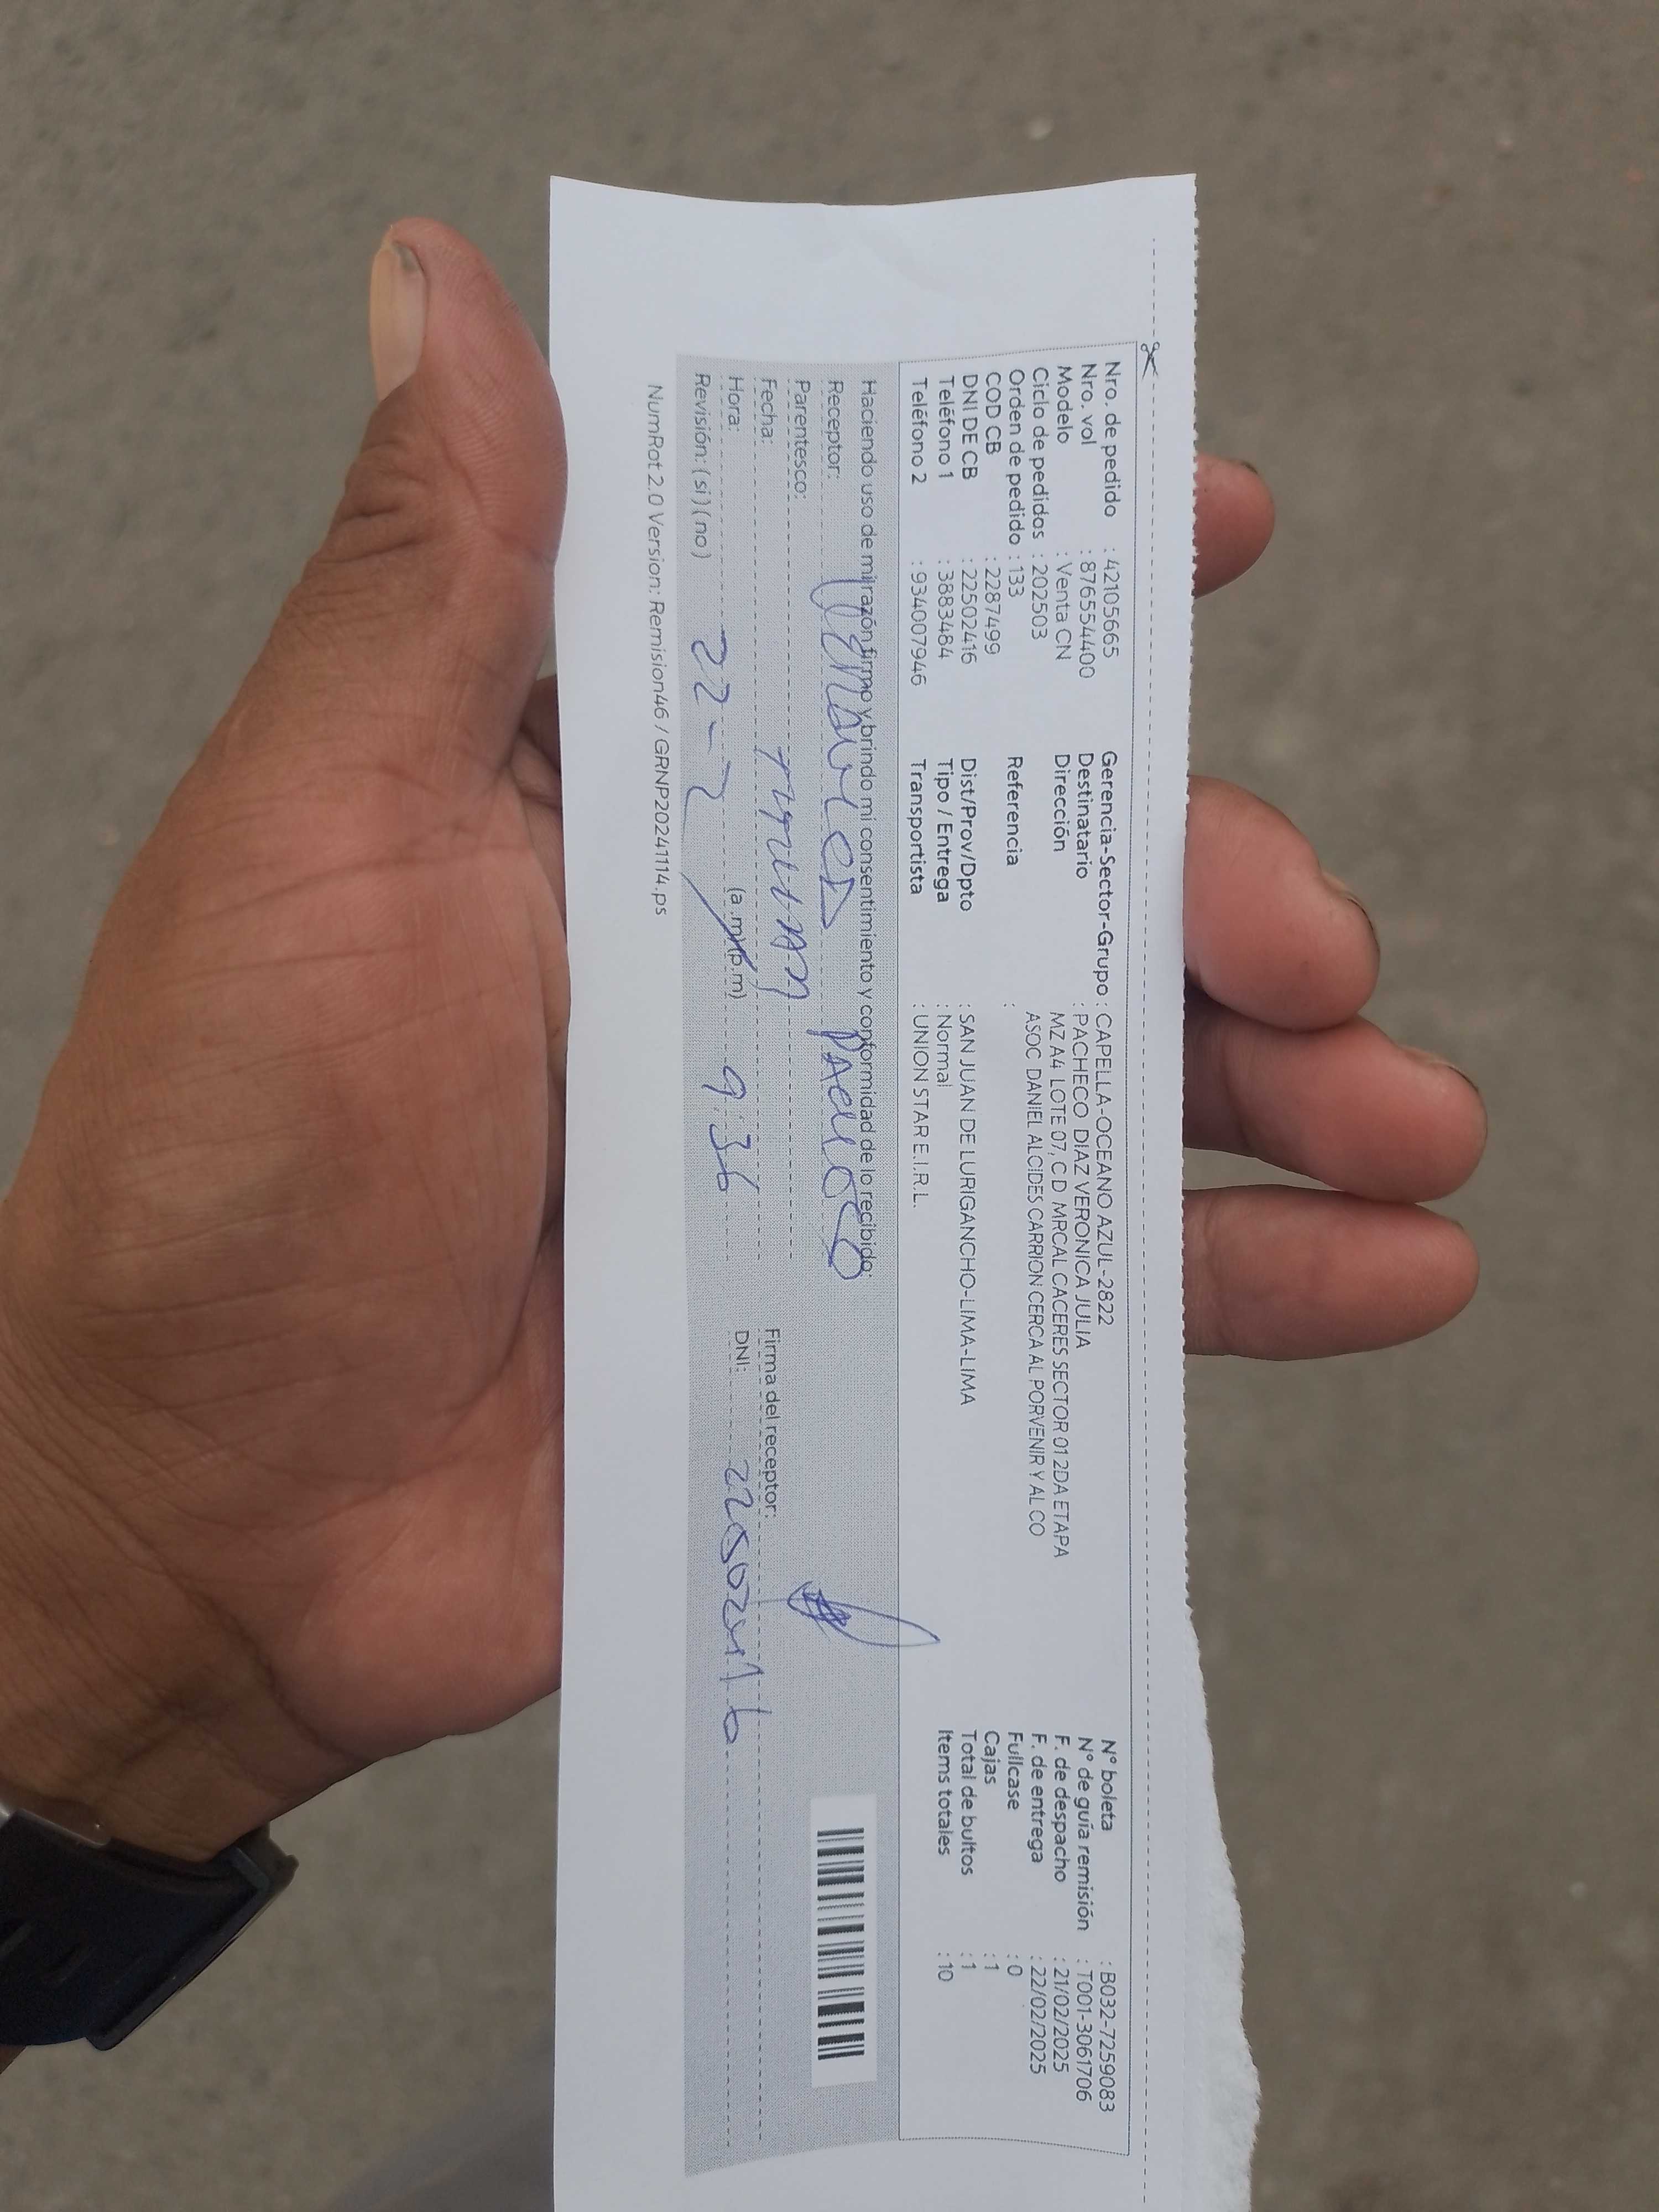 Nro. de pedido : 42105665 Gerencia-Sector-Grupo : CAPELLA-OCEANO AZUL-2822 N° boleta : B032-7259083
Nro. vol : 876554400 Destinatario : PACHECO DIAZ VERONICA JULIA N° de guía remisión : T001-3061706
Modelo : Venta CN Dirección MZ A4 LOTE 07, C D MRCAL CACERES SECTOR 01 2DA ETAPA F. de despacho : 21/02/2025
Ciclo de pedidos : 202503 ASOC DANIEL ALCIDES CARRION CERCA AL PORVENIR Y AL CO F. de entrega : 22/02/2025
Orden de pedido : 133 Referencia : Fullcase : 0
COD CB : 2287499 Cajas : 1
DNI DE CB : 22502416 Dist/Prov/Dpto : SAN JUAN DE LURIGANCHO-LIMA-LIMA Total de bultos : 1
Teléfono 1 : 3883484 Tipo / Entrega : Normal Items totales : 10
Teléfono 2 : 934007946 Transportista : UNION STAR E.I.R.L.
Haciendo uso de mi razón firmo y brindo mi consentimiento y conformidad de lo recibido:
Receptor: Pacheco
Parentesco:
Fecha: Firma del receptor:
Hora: (a.m)(p.m) 9:36 DNI: 22502416
Revisión: (si) (no) 22-2
NumRot 2.0 Version: Remision46 / GRNP20241114.ps